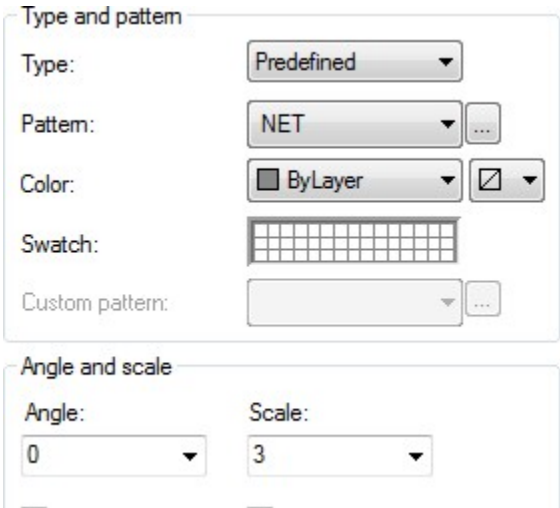 Type and pattern
Type: Predefined
Pattern: NET ...
Color: ByLayer
Swatch:
Custom pattern: ...
Angle and scale
Angle: Scale:
0 3